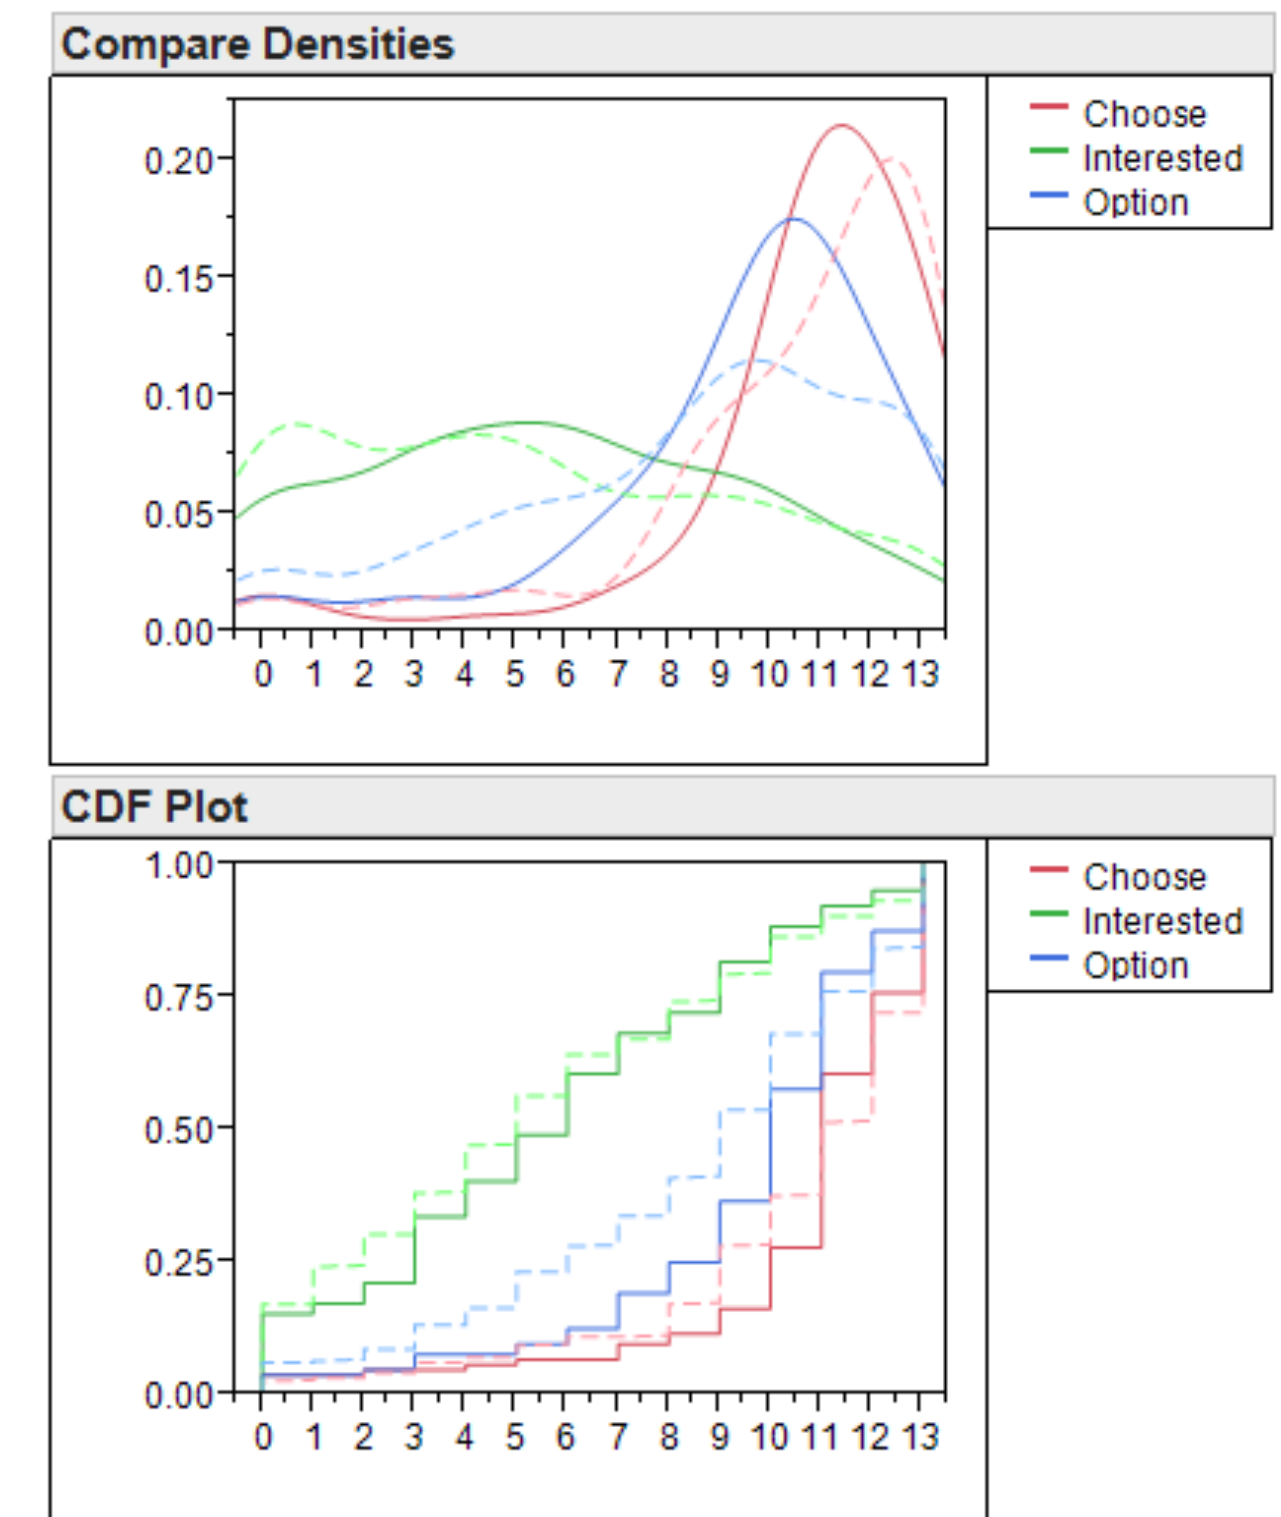 Compare Densities
Choose
Interested
Option
0.20
0.15
0.10
0.05
0.00
0 1 2 3 4 5 6 7 8 9 10 11 12 13
CDF Plot
Choose
Interested
Option
1.00
0.75
0.50
0.25
0.00
0 1 2 3 4 5 6 7 8 9 10 11 12 13